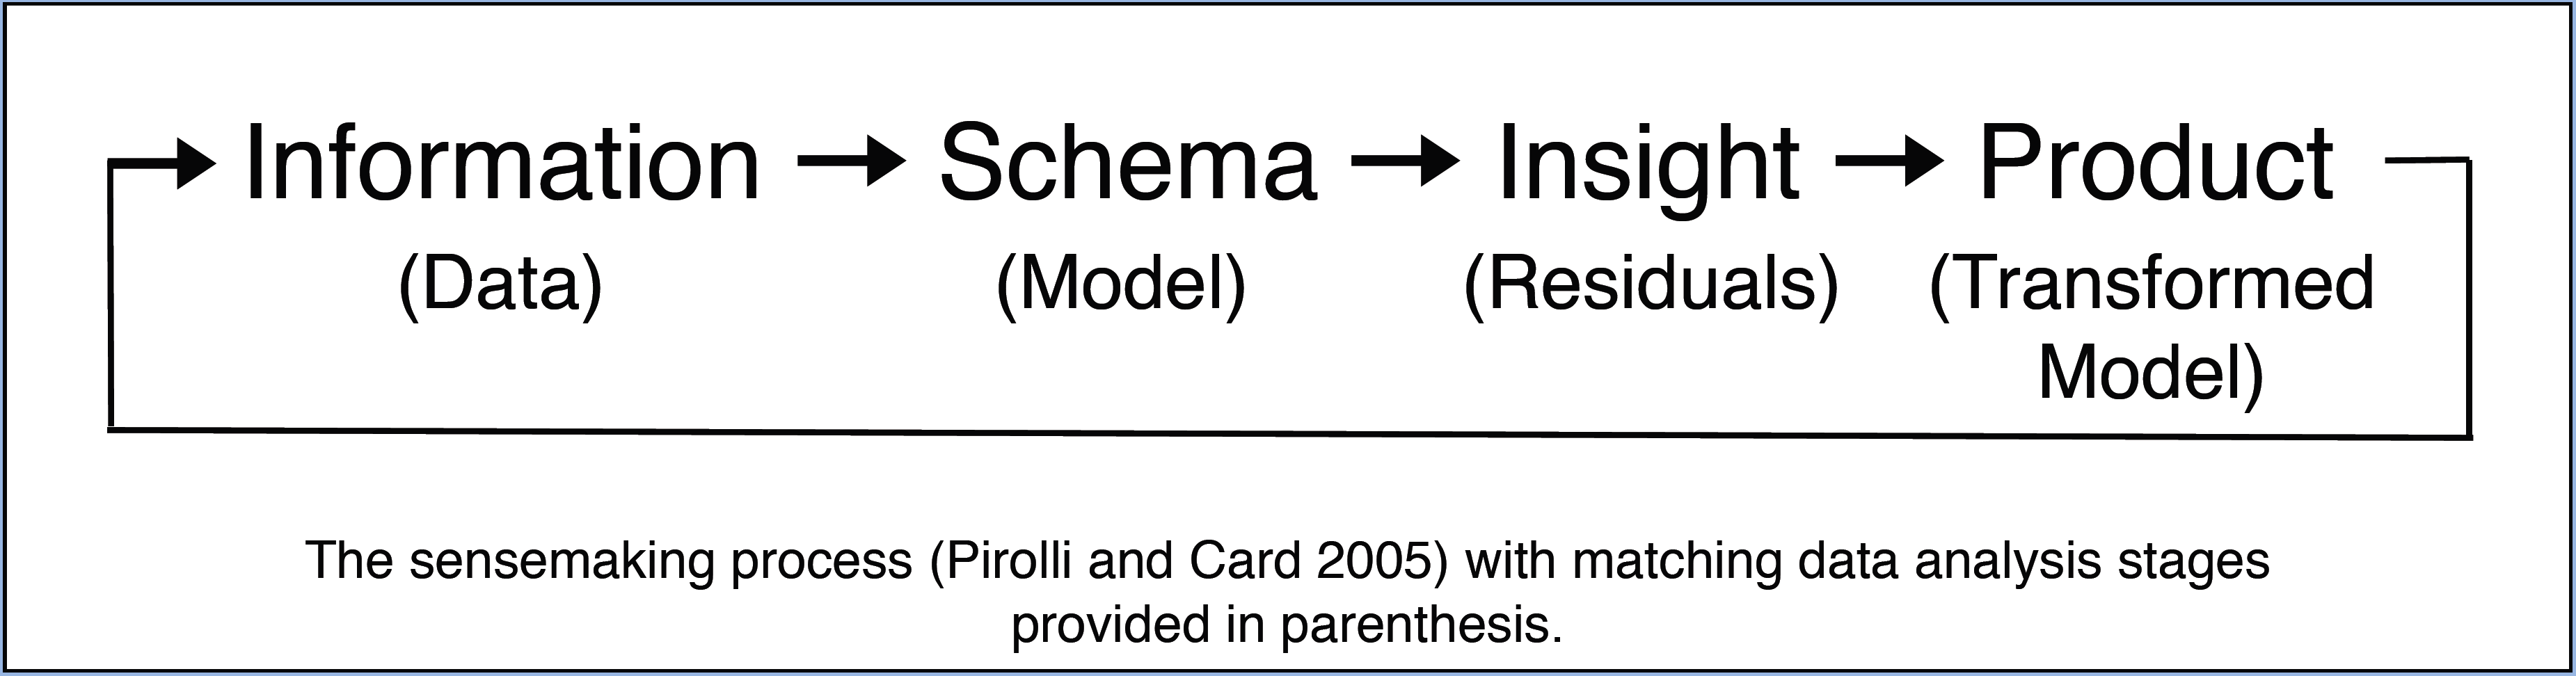 Information Schema Insight Product
(Data) (Model) (Residuals) (Transformed
Model)
The sensemaking process (Pirolli and Card 2005) with matching data analysis stages
provided in parenthesis.